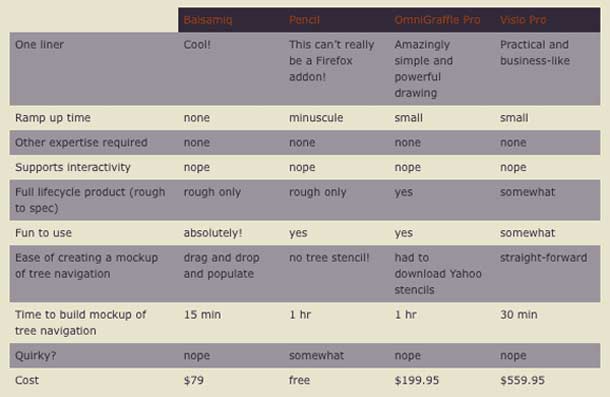 Balsamiq Pencil OmniGraffle Pro Visio Pro
One liner Cool! This can't really Amazingly Practical and
be a Firefox simple and business-like
addon! powerful
drawing
Ramp up time none minuscule small small
Other expertise required none none none none
Supports interactivity nope nope nope nope
Full lifecycle product (rough rough only rough only yes somewhat
to spec)
Fun to use absolutely! yes yes somewhat
Ease of creating a mockup drag and drop no tree stencil! had to straight-forward
of tree navigation and populate download Yahoo
stencils
Time to build mockup of 15 min 1 hr 1 hr 30 min
tree navigation
Quirky? nope somewhat nope nope
Cost $79 free $199.95 $559.95